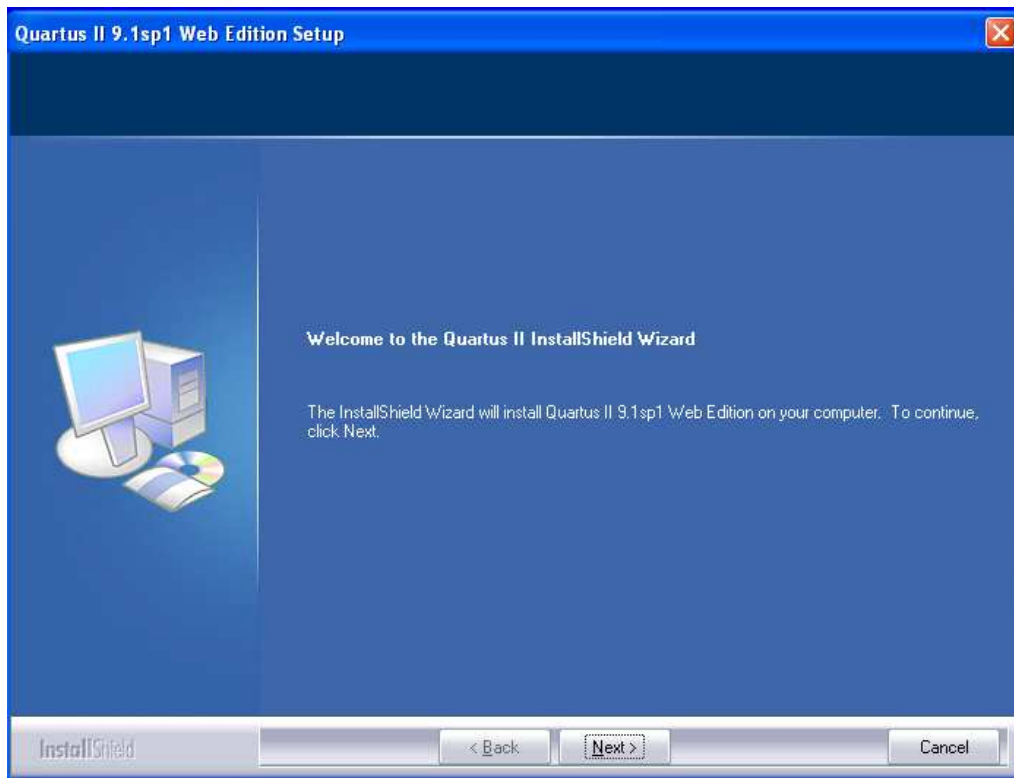 Quartus II 9.1sp1 Web Edition Setup
Welcome to the Quartus II InstallShield Wizard
The InstallShield Wizard will install Quartus II 9.1sp1 Web Edition on your computer. To continue,
click Next.
InstallShield
< Back
Next >
Cancel